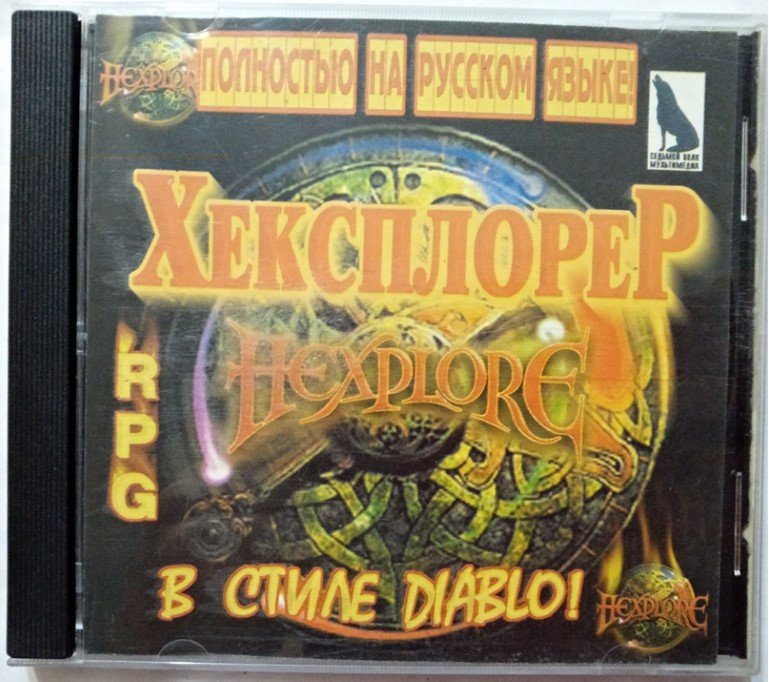 HEXPLORE
ПОЛНОСТЬЮ НА РУССКОМ ЯЗЫКЕ!
СЕДЬМОЙ ВОЛК
МУЛЬТИМЕДИА
ХЕКСПЛОРЕР
HEXPLORE
RPG
В СТИЛЕ DIABLO!
HEXPLORE